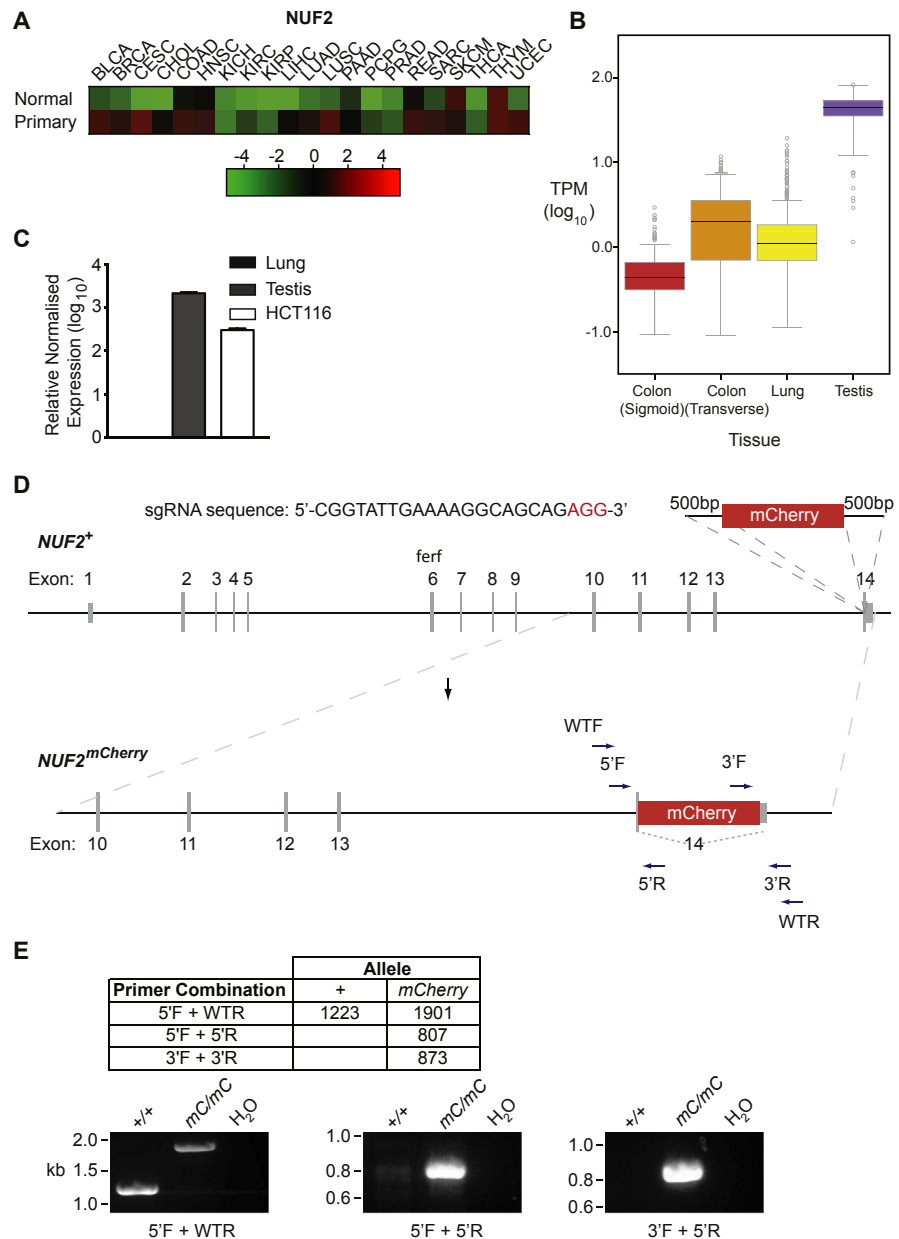 A
NUF2
BLCA BRCA CESC CHOL COAD HNSC KICH KIRC KIRP LIHC LUAD LUSC PAAD PCPG PRAD READ SARC SKCM THCA THYM UCEC
Normal
Primary
-4 -2 0 2 4
B
TPM
(log10)
2.0
1.0
0.0
-1.0
Colon (Sigmoid)
Colon (Transverse)
Lung
Testis
Tissue
C
Relative Normalised
Expression (log10)
4
3
2
1
0
Lung
Testis
HCT116
D
sgRNA sequence: 5'-CGGTATTGAAAAGGCAGCAGAGG-3'
500bp mCherry 500bp
NUF2+
ferf
Exon: 1 2 3 4 5 6 7 8 9 10 11 12 13 14
NUF2mCherry
WTF
5'F
3'F
mCherry
Exon: 10 11 12 13 14
5'R
3'R
WTR
E
Allele
Primer Combination + mCherry
5'F + WTR 1223 1901
5'F + 5'R 807
3'F + 3'R 873
+/+ mC/mC H2O
2.0
kb 1.5
1.0
5'F + WTR
+/+ mC/mC H2O
1.0
0.8
0.6
5'F + 5'R
+/+ mC/mC H2O
1.0
0.8
0.6
3'F + 5'R